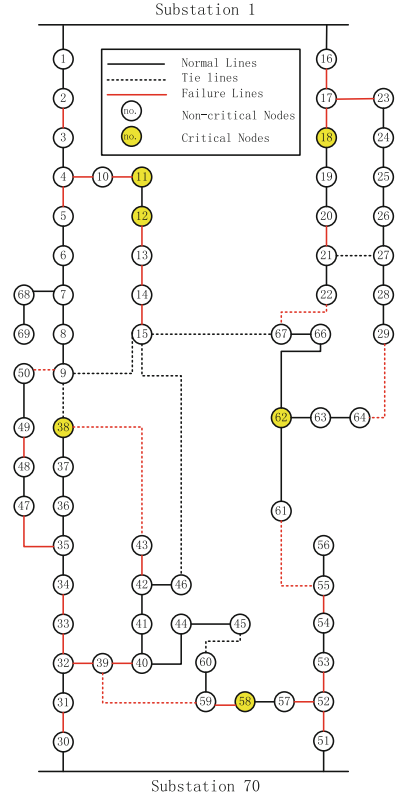 Substation 1
1 16
Normal Lines
Tie lines
2 Failure Lines 17 23
no. Non-critical Nodes
3 no. Critical Nodes 18 24
4 10 11 19 25
5 12 20 26
6 13 21 27
68 7 14 22 28
69 8 15 67 66 29
50 9
49 38 62 63 64
48 37
47 36 61
35 43 56
34 42 46 55
33 41 44 45 54
32 39 40 60 53
31 59 58 57 52
30 51
Substation 70